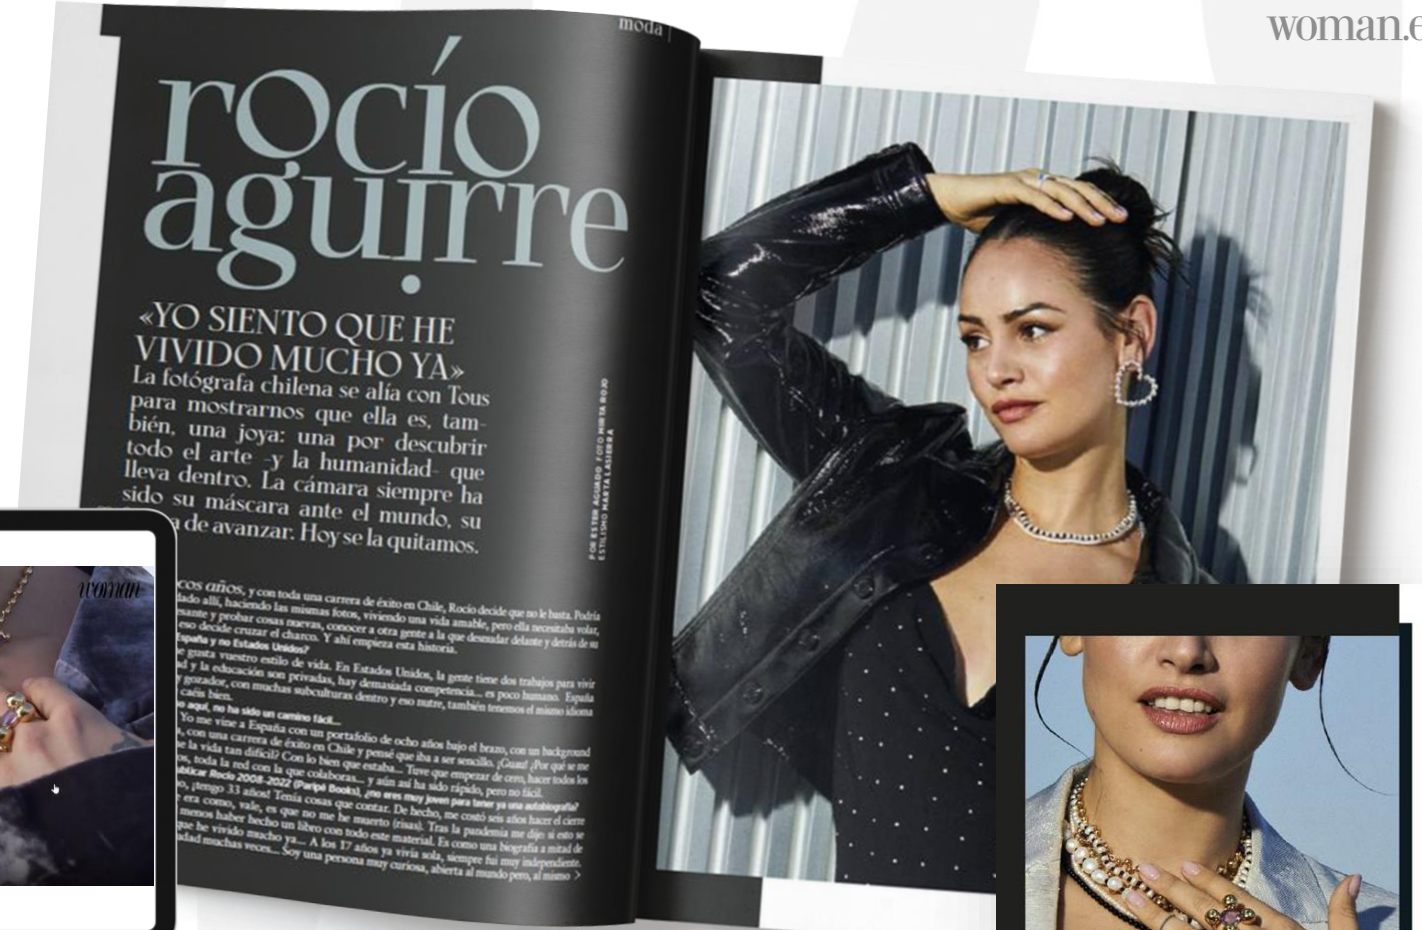 woman.e
moda |
rocío
aguirre
«YO SIENTO QUE HE
VIVIDO MUCHO YA»
La fotógrafa chilena se alía con Tous
para mostrarnos que ella es, tam-
bién, una joya: una por descubrir
todo el arte -y la humanidad- que
lleva dentro. La cámara siempre ha
sido su máscara ante el mundo, su
a de avanzar. Hoy se la quitamos.
POR ESTER AGUADO FOTO MIRTA ROJO
ESTILISMO MARTA LASIERRA
cos años, y con toda una carrera de éxito en Chile, Rocío decide que no le basta. Podría
dado allí, haciendo las mismas fotos, viviendo una vida amable, pero ella necesitaba volar,
esante y probar cosas nuevas, conocer a otra gente a la que desnudar delante y detrás de su
eso decide cruzar el charco. Y ahí empieza esta historia.
España y no Estados Unidos?
e gusta vuestro estilo de vida. En Estados Unidos, la gente tiene dos trabajos para vivir
d y la educación son privadas, hay demasiada competencia... es poco humano. España
y gozador, con muchas subculturas dentro y eso nutre, también tenemos el mismo idioma
caéis bien.
o aquí, no ha sido un camino fácil...
Yo me vine a España con un portafolio de ocho años bajo el brazo, con un background
, con una carrera de éxito en Chile y pensé que iba a ser sencillo. ¡Guau! ¿Por qué se me
e la vida tan difícil? Con lo bien que estaba... Tuve que empezar de cero, hacer todos los
os, toda la red con la que colaboras... y aún así ha sido rápido, pero no fácil.
ublicar Rocío 2008-2022 (Paripé Books), ¿no eres muy joven para tener ya una autobiografía?
o, ¡tengo 33 años! Tenía cosas que contar. De hecho, me costó seis años hacer el cierre
era como, vale, es que no me he muerto (risas). Tras la pandemia me dije: si esto se
menos haber hecho un libro con todo este material. Es como una biografía a mitad de
que he vivido mucho ya... A los 17 años ya vivía sola, siempre fui muy independiente.
dad muchas veces... Soy una persona muy curiosa, abierta al mundo pero, al mismo >
woman